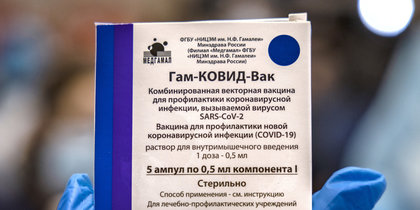 МЕДГАМАЛ
ФГБУ «НИЦЭМ им. Н.Ф. Гамалеи»
Минздрава России
(Филиал «Медгамал» ФГБУ
«НИЦЭМ им. Н.Ф. Гамалеи»
Минздрава России)
Гам-КОВИД-Вак
Комбинированная векторная вакцина
для профилактики коронавирусной
инфекции, вызываемой вирусом
SARS-CoV-2
Вакцина для профилактики новой
коронавирусной инфекции (COVID-19)
раствор для внутримышечного введения
1 доза - 0,5 мл
5 ампул по 0,5 мл компонента I
Стерильно
Способ применения - см. инструкцию
Для лечебно-профилактических учреждений